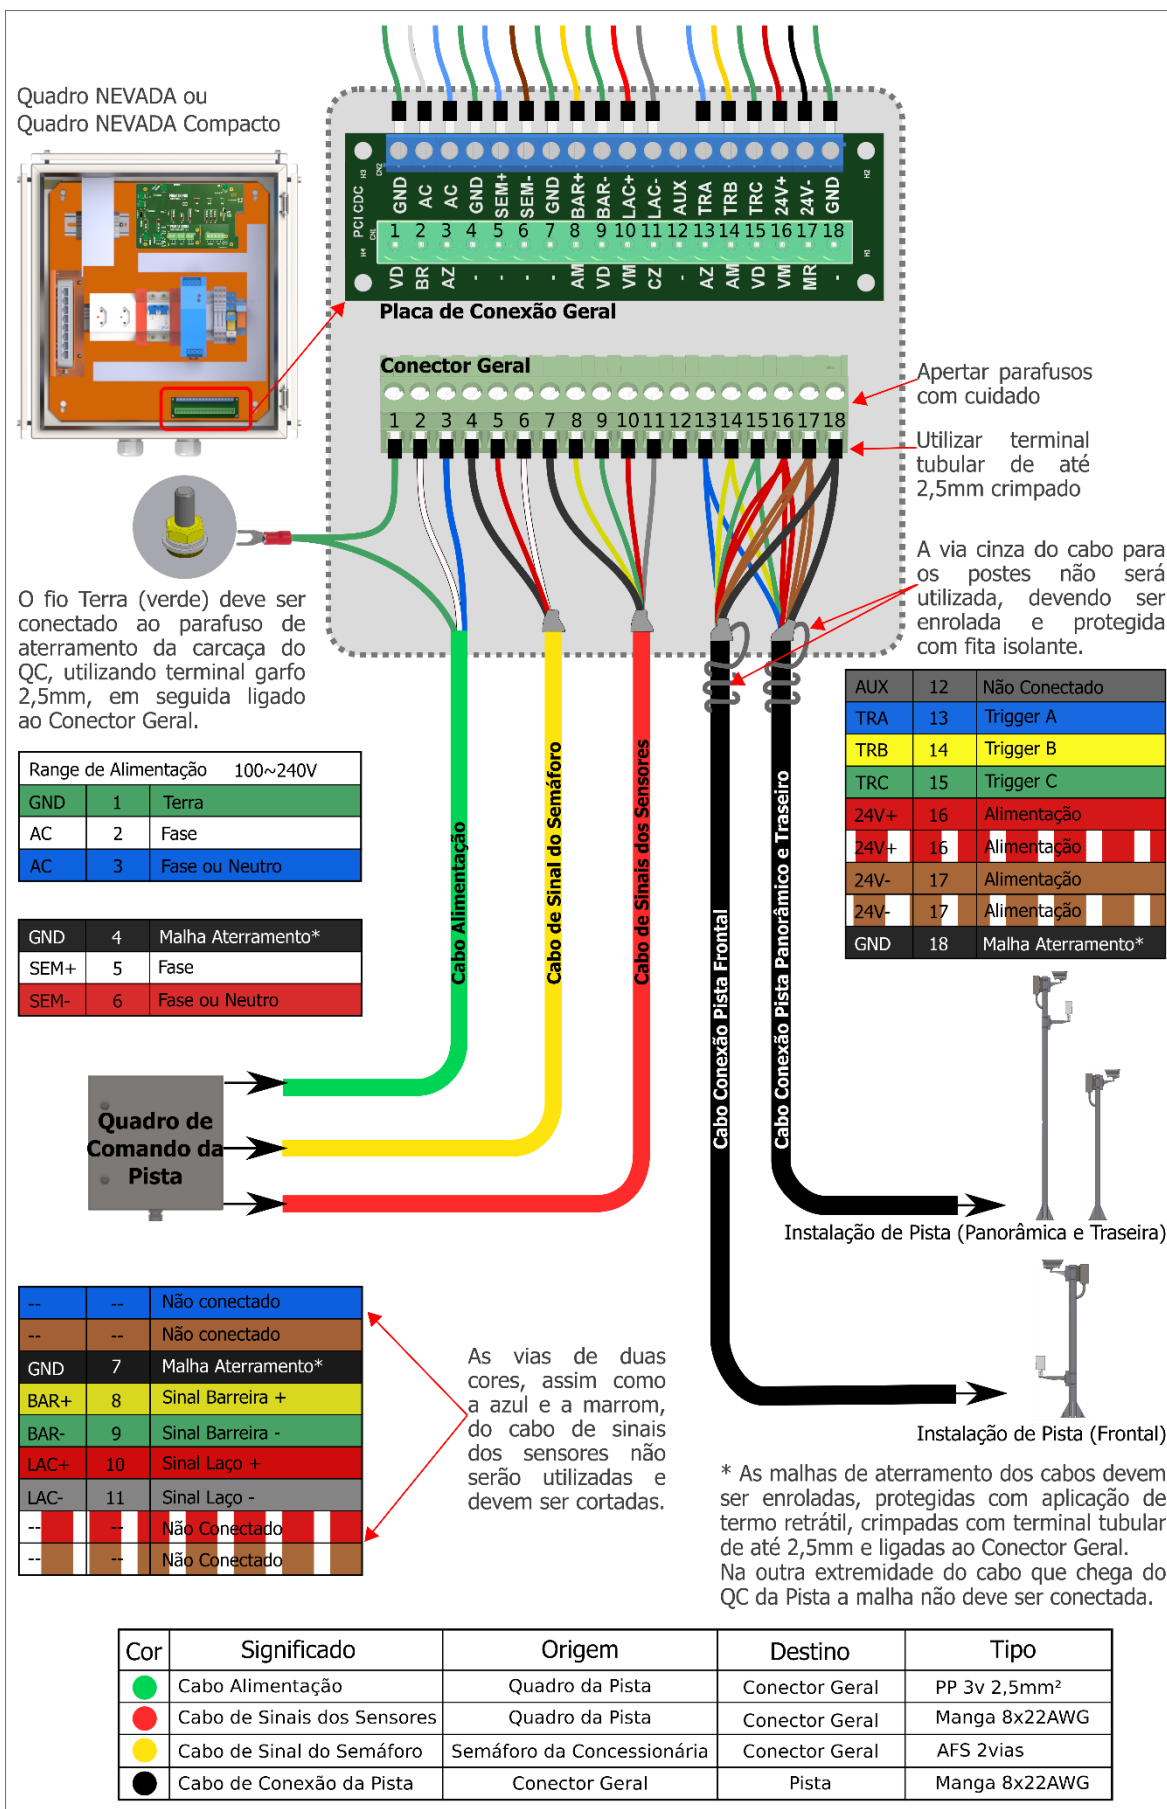 Quadro NEVADA ou
Quadro NEVADA Compacto
PCI CDC
H3
CN2
H2
GND AC AC GND SEM+ SEM- GND BAR+ BAR- LAC+ LAC- AUX TRA TRB TRC 24V+ 24V- GND
CN1
1 2 3 4 5 6 7 8 9 10 11 12 13 14 15 16 17 18
H4
H1
VD BR AZ - - - - AM VD VM CZ - AZ AM VD VM MR -
Placa de Conexão Geral
Conector Geral
1 2 3 4 5 6 7 8 9 10 11 12 13 14 15 16 17 18
Apertar parafusos
com cuidado
Utilizar terminal
tubular de até
2,5mm crimpado
A via cinza do cabo para
os postes não será
utilizada, devendo ser
enrolada e protegida
com fita isolante.
O fio Terra (verde) deve ser
conectado ao parafuso de
aterramento da carcaça do
QC, utilizando terminal garfo
2,5mm, em seguida ligado
ao Conector Geral.
AUX 12 Não Conectado
TRA 13 Trigger A
TRB 14 Trigger B
TRC 15 Trigger C
24V+ 16 Alimentação
24V+ 16 Alimentação
24V- 17 Alimentação
24V- 17 Alimentação
GND 18 Malha Aterramento*
Range de Alimentação 100~240V
GND 1 Terra
AC 2 Fase
AC 3 Fase ou Neutro
GND 4 Malha Aterramento*
SEM+ 5 Fase
SEM- 6 Fase ou Neutro
Cabo Alimentação
Cabo de Sinal do Semáforo
Cabo de Sinais dos Sensores
Cabo Conexão Pista Frontal
Cabo Conexão Pista Panorâmico e Traseiro
Quadro de
Comando da
Pista
Instalação de Pista (Panorâmica e Traseira)
Instalação de Pista (Frontal)
-- -- Não conectado
-- -- Não conectado
GND 7 Malha Aterramento*
BAR+ 8 Sinal Barreira +
BAR- 9 Sinal Barreira -
LAC+ 10 Sinal Laço +
LAC- 11 Sinal Laço -
-- -- Não Conectado
-- -- Não Conectado
As vias de duas
cores, assim como
a azul e a marrom,
do cabo de sinais
dos sensores não
serão utilizadas e
devem ser cortadas.
* As malhas de aterramento dos cabos devem
ser enroladas, protegidas com aplicação de
termo retrátil, crimpadas com terminal tubular
de até 2,5mm e ligadas ao Conector Geral.
Na outra extremidade do cabo que chega do
QC da Pista a malha não deve ser conectada.
Cor Significado Origem Destino Tipo
Cabo Alimentação Quadro da Pista Conector Geral PP 3v 2,5mm²
Cabo de Sinais dos Sensores Quadro da Pista Conector Geral Manga 8x22AWG
Cabo de Sinal do Semáforo Semáforo da Concessionária Conector Geral AFS 2vias
Cabo de Conexão da Pista Conector Geral Pista Manga 8x22AWG